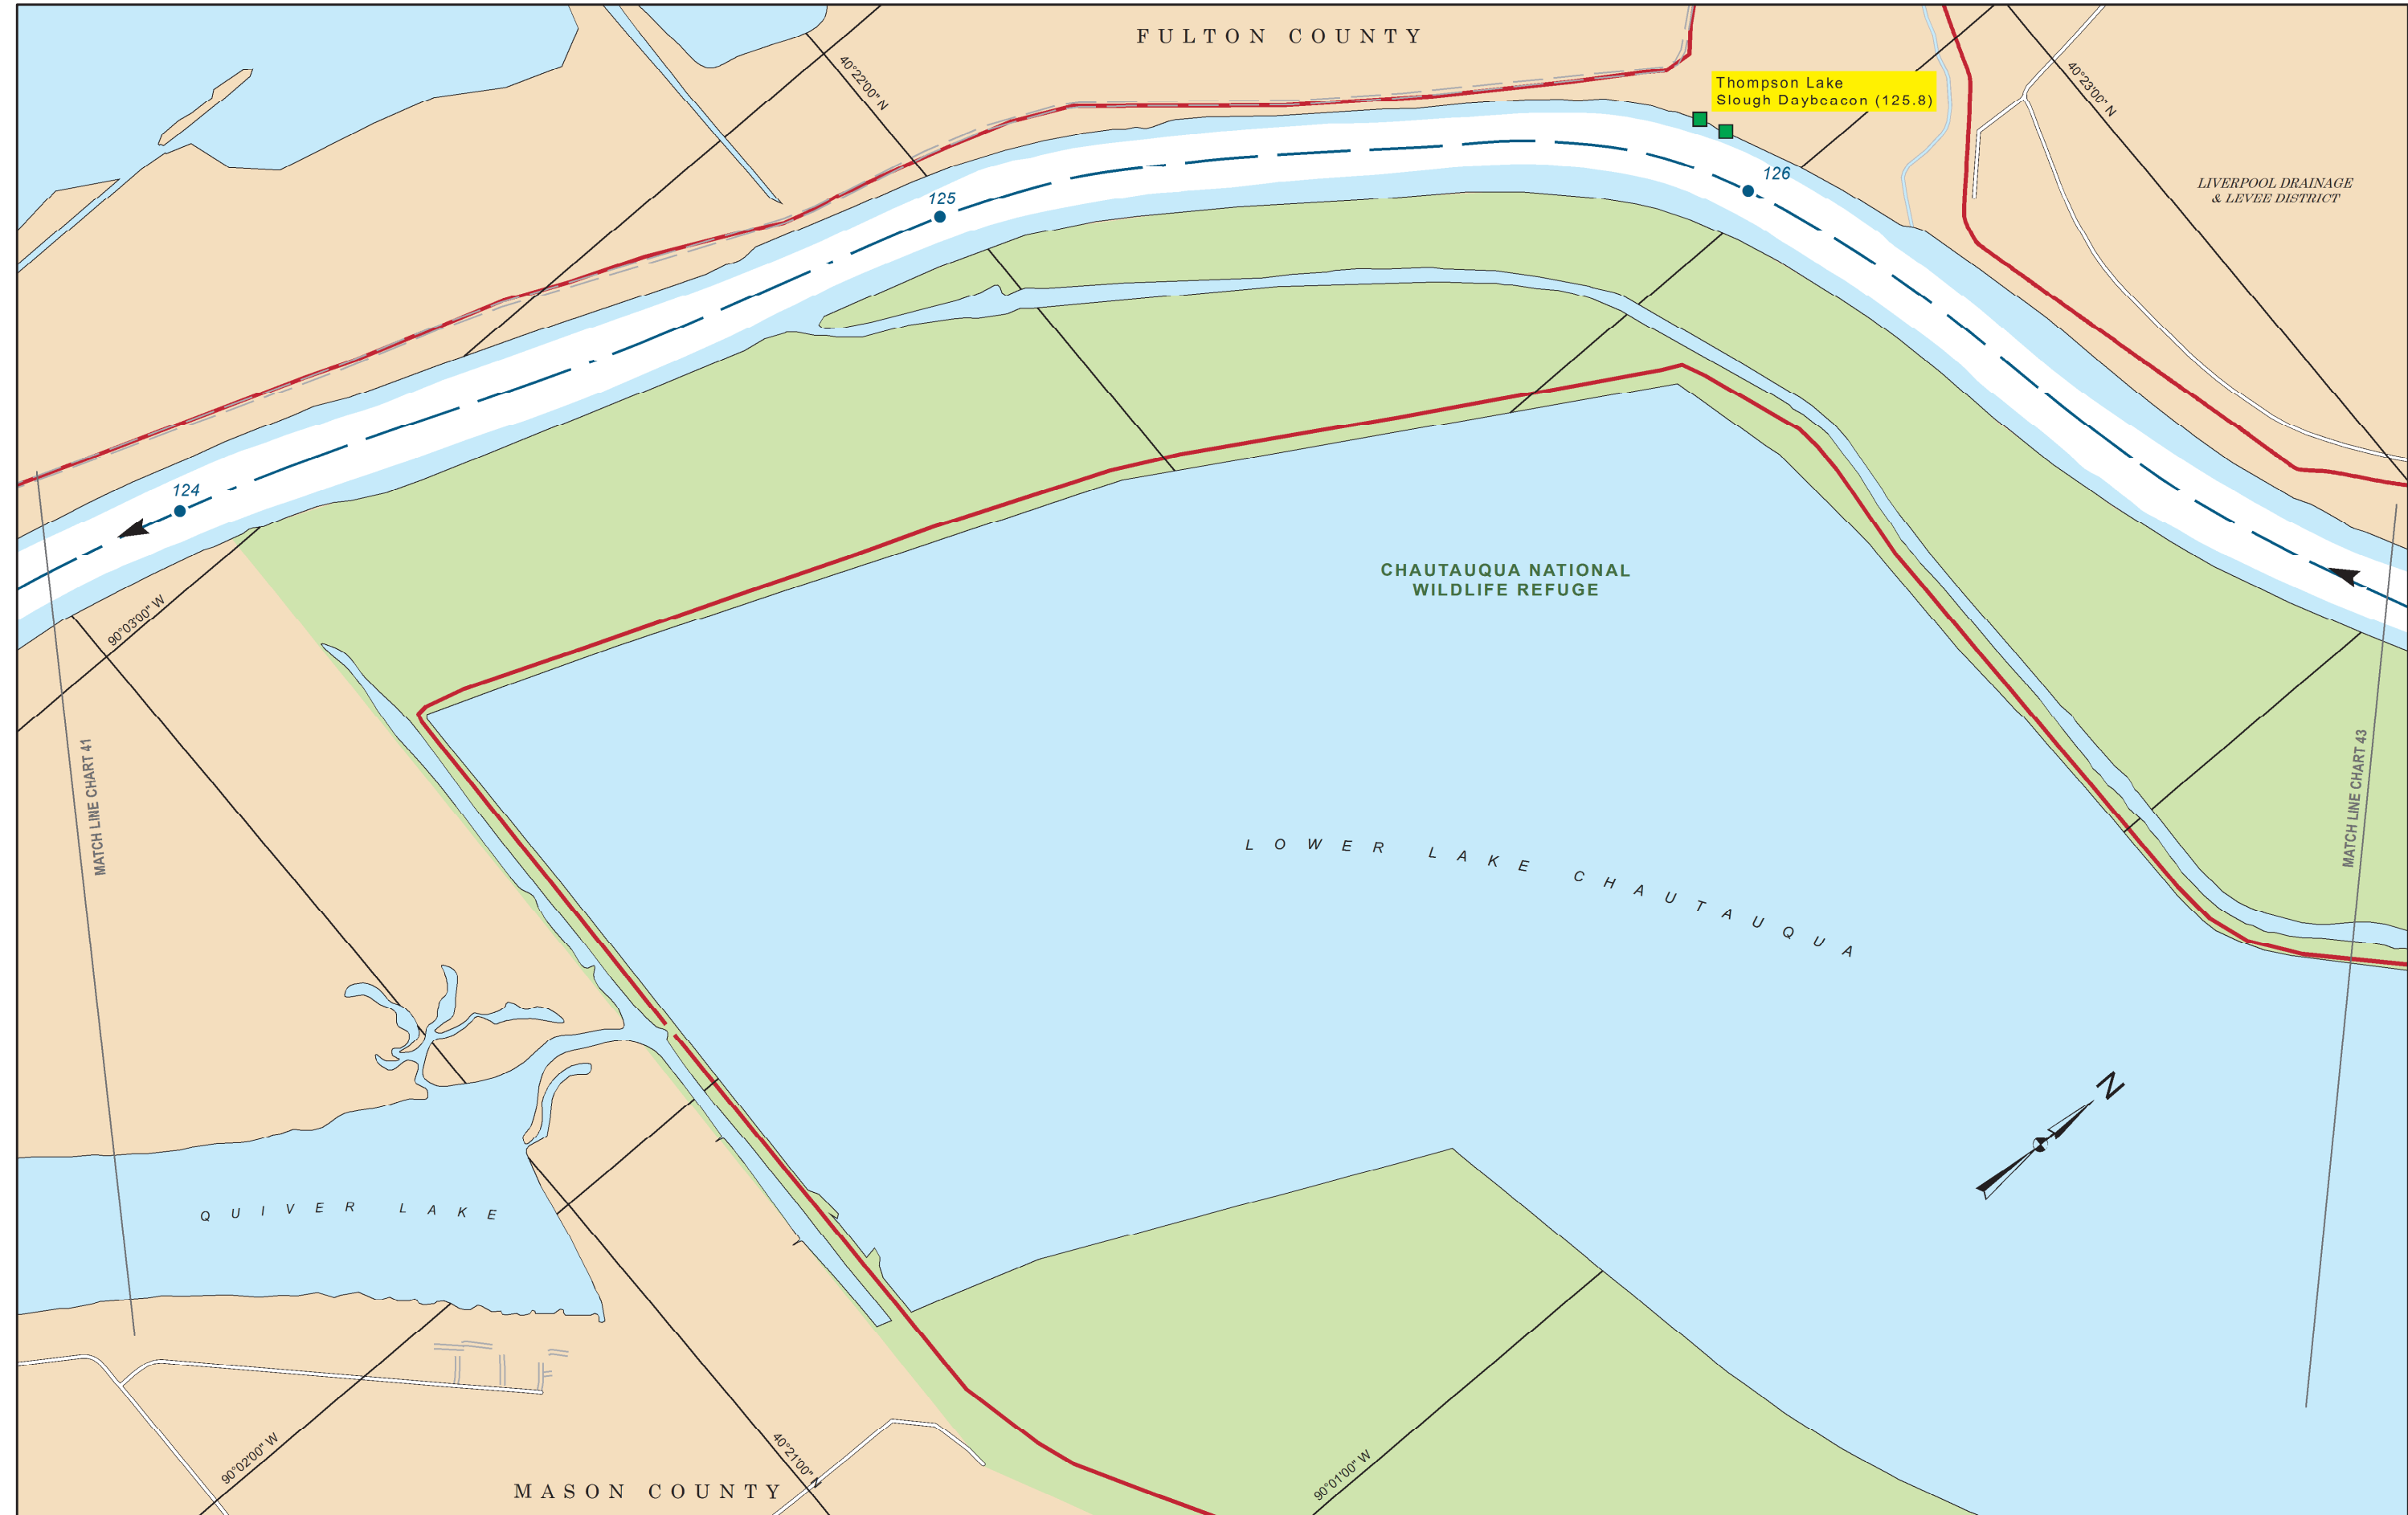 FULTON COUNTY
40°22'00" N
40°23'00" N
Thompson Lake
Slough Daybeacon (125.8)
126
125
LIVERPOOL DRAINAGE
& LEVEE DISTRICT
124
CHAUTAUQUA NATIONAL
WILDLIFE REFUGE
90°03'00" W
MATCH LINE CHART 41
MATCH LINE CHART 43
LOWER LAKE CHAUTAUQUA
N
QUIVER LAKE
90°02'00" W
40°21'00" N
90°01'00" W
MASON COUNTY